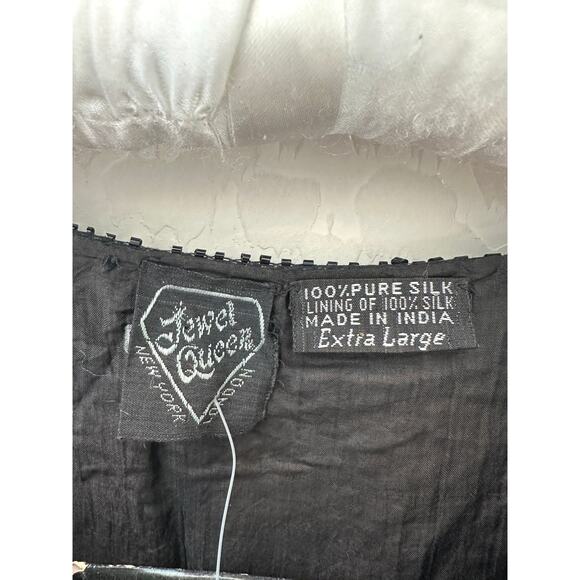 Jewel
Queen
NEW YORK
LONDON
100% PURE SILK
LINING OF 100% SILK
MADE IN INDIA
Extra Large